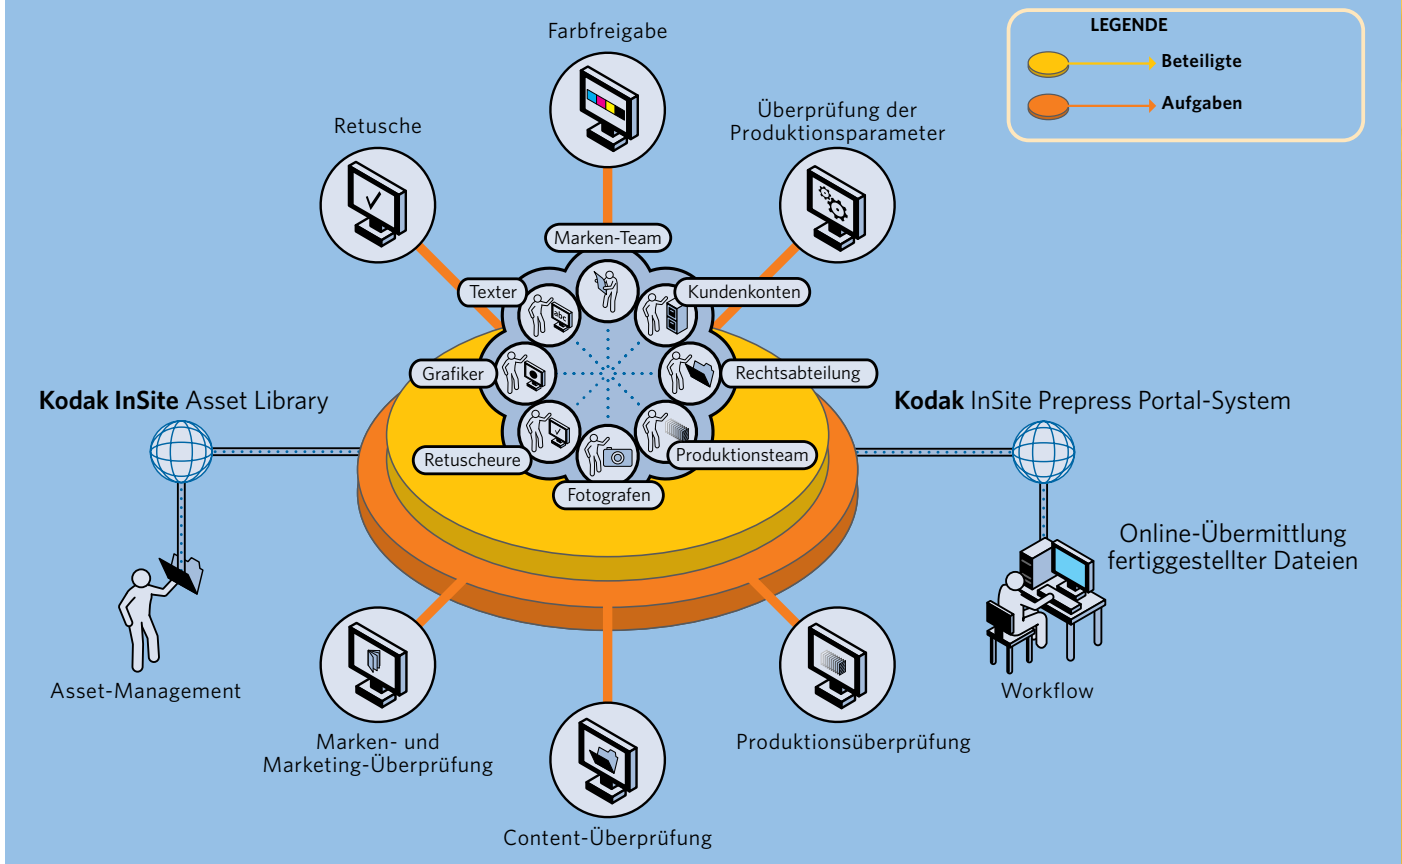 Farbfreigabe
LEGENDE
Beteiligte
Aufgaben
Retusche
Überprüfung der
Produktionsparameter
Marken-Team
Texter
Kundenkonten
abc
Grafiker
Rechtsabteilung
Kodak InSite Asset Library
Kodak InSite Prepress Portal-System
Retuscheure
Produktionsteam
Fotografen
Online-Übermittlung
fertiggestellter Dateien
Asset-Management
Workflow
Marken- und
Marketing-Überprüfung
Produktionsüberprüfung
Content-Überprüfung